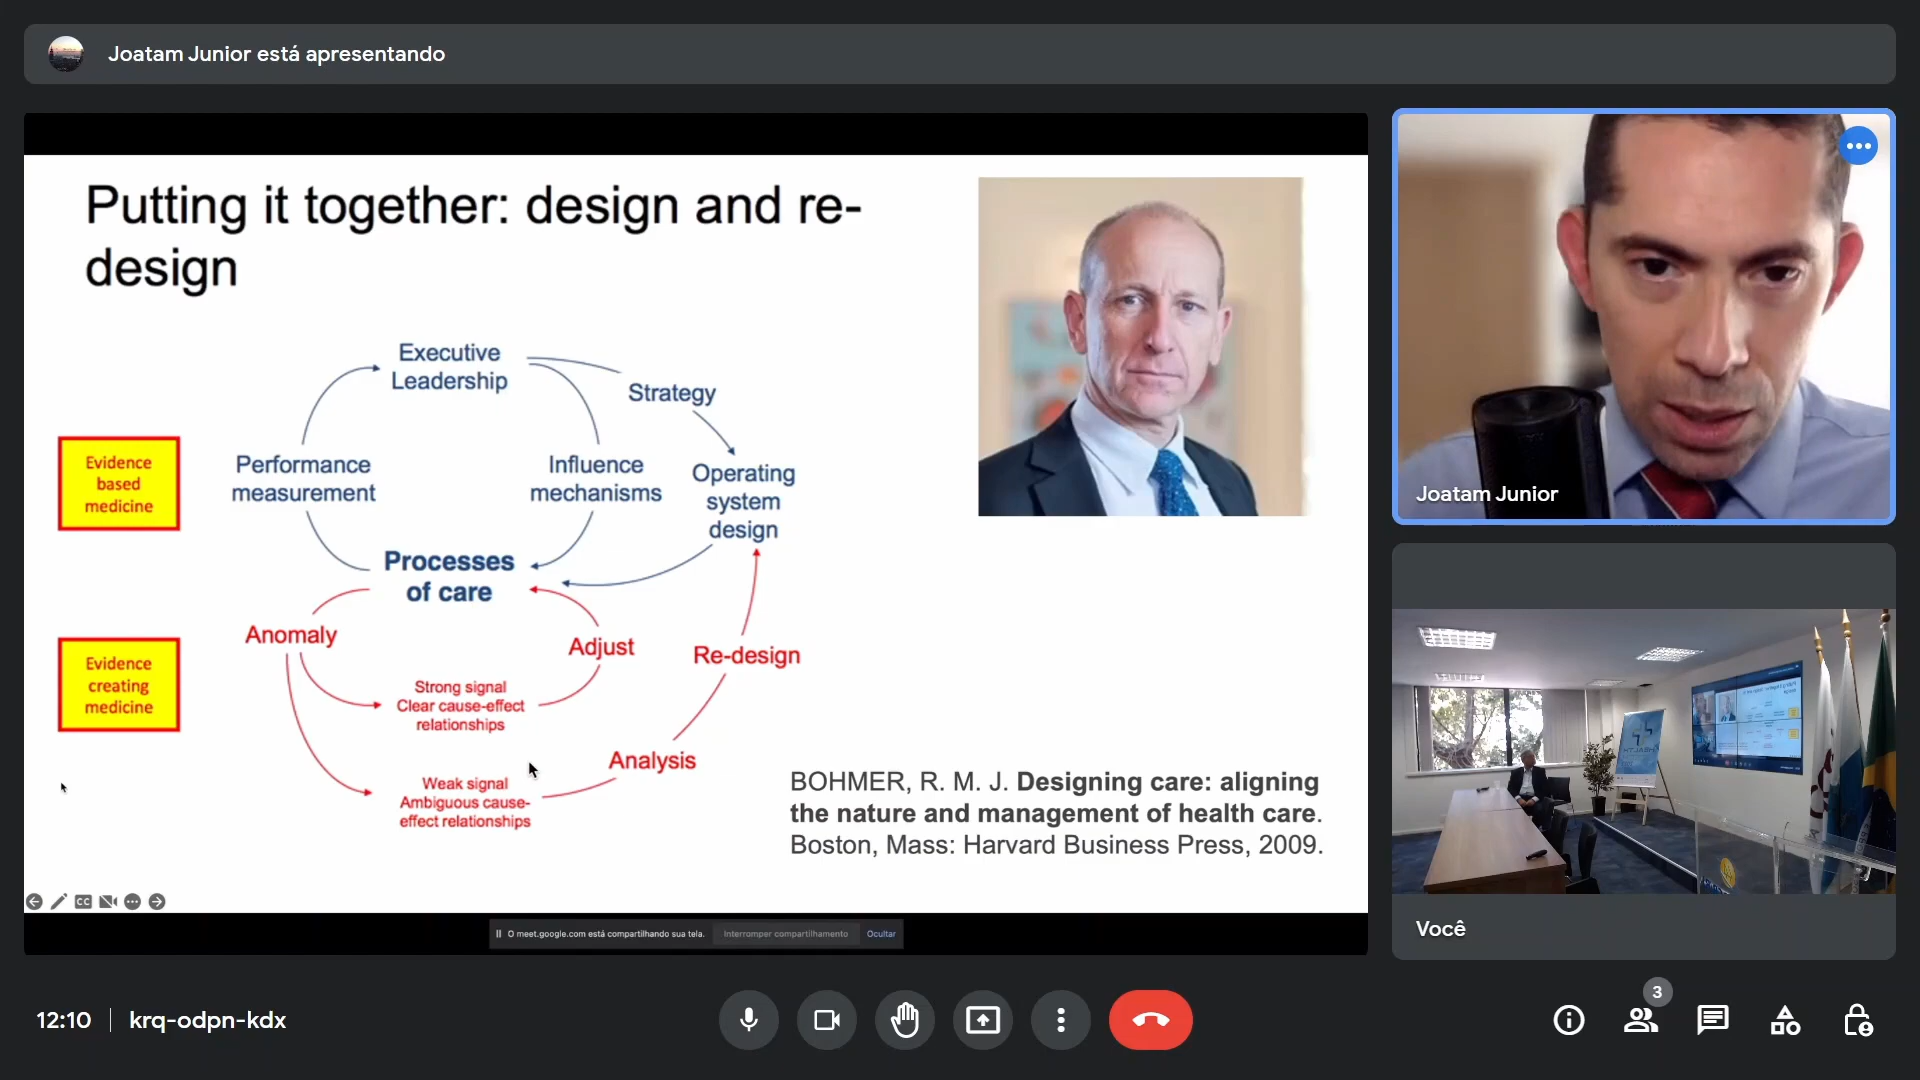 Joatam Junior está apresentando
Putting it together: design and re-
design
Executive
Leadership
Strategy
Evidence
based
medicine
Performance
measurement
Influence
mechanisms
Operating
system
design
Processes
of care
Anomaly
Adjust
Re-design
Evidence
creating
medicine
Strong signal
Clear cause-effect
relationships
Analysis
Weak signal
Ambiguous cause-
effect relationships
BOHMER, R. M. J. Designing care: aligning
the nature and management of health care.
Boston, Mass: Harvard Business Press, 2009.
CC
O meet.google.com está compartilhando sua tela.
Interromper compartilhamento
Ocultar
Joatam Junior
HEALTH
Você
12:10
krq-odpn-kdx
3